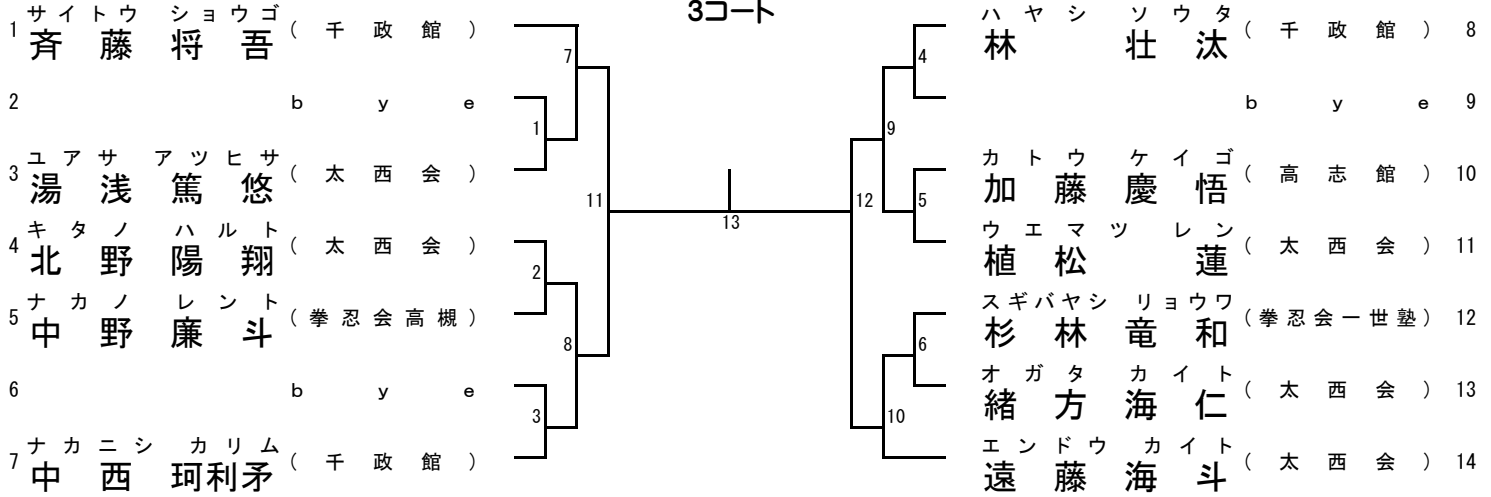 3コート
サイトウ ショウゴ
1 斉藤将吾 (千政館)
2 bye
ユアサ アツヒサ
3 湯浅篤悠 (太西会)
キタノ ハルト
4 北野陽翔 (太西会)
ナカノ レント
5 中野廉斗 (拳忍会高槻)
6 bye
ナカニシ カリム
7 中西珂利矛 (千政館)
7
1
11
2
8
3
13
4
9
12
5
6
10
ハヤシ ソウタ
林 壮汰 (千政館) 8
bye 9
カトウ ケイゴ
加藤慶悟 (高志館) 10
ウエマツ レン
植松 蓮 (太西会) 11
スギバヤシ リョウワ
杉林竜和 (拳忍会一世塾) 12
オガタ カイト
緒方海仁 (太西会) 13
エンドウ カイト
遠藤海斗 (太西会) 14